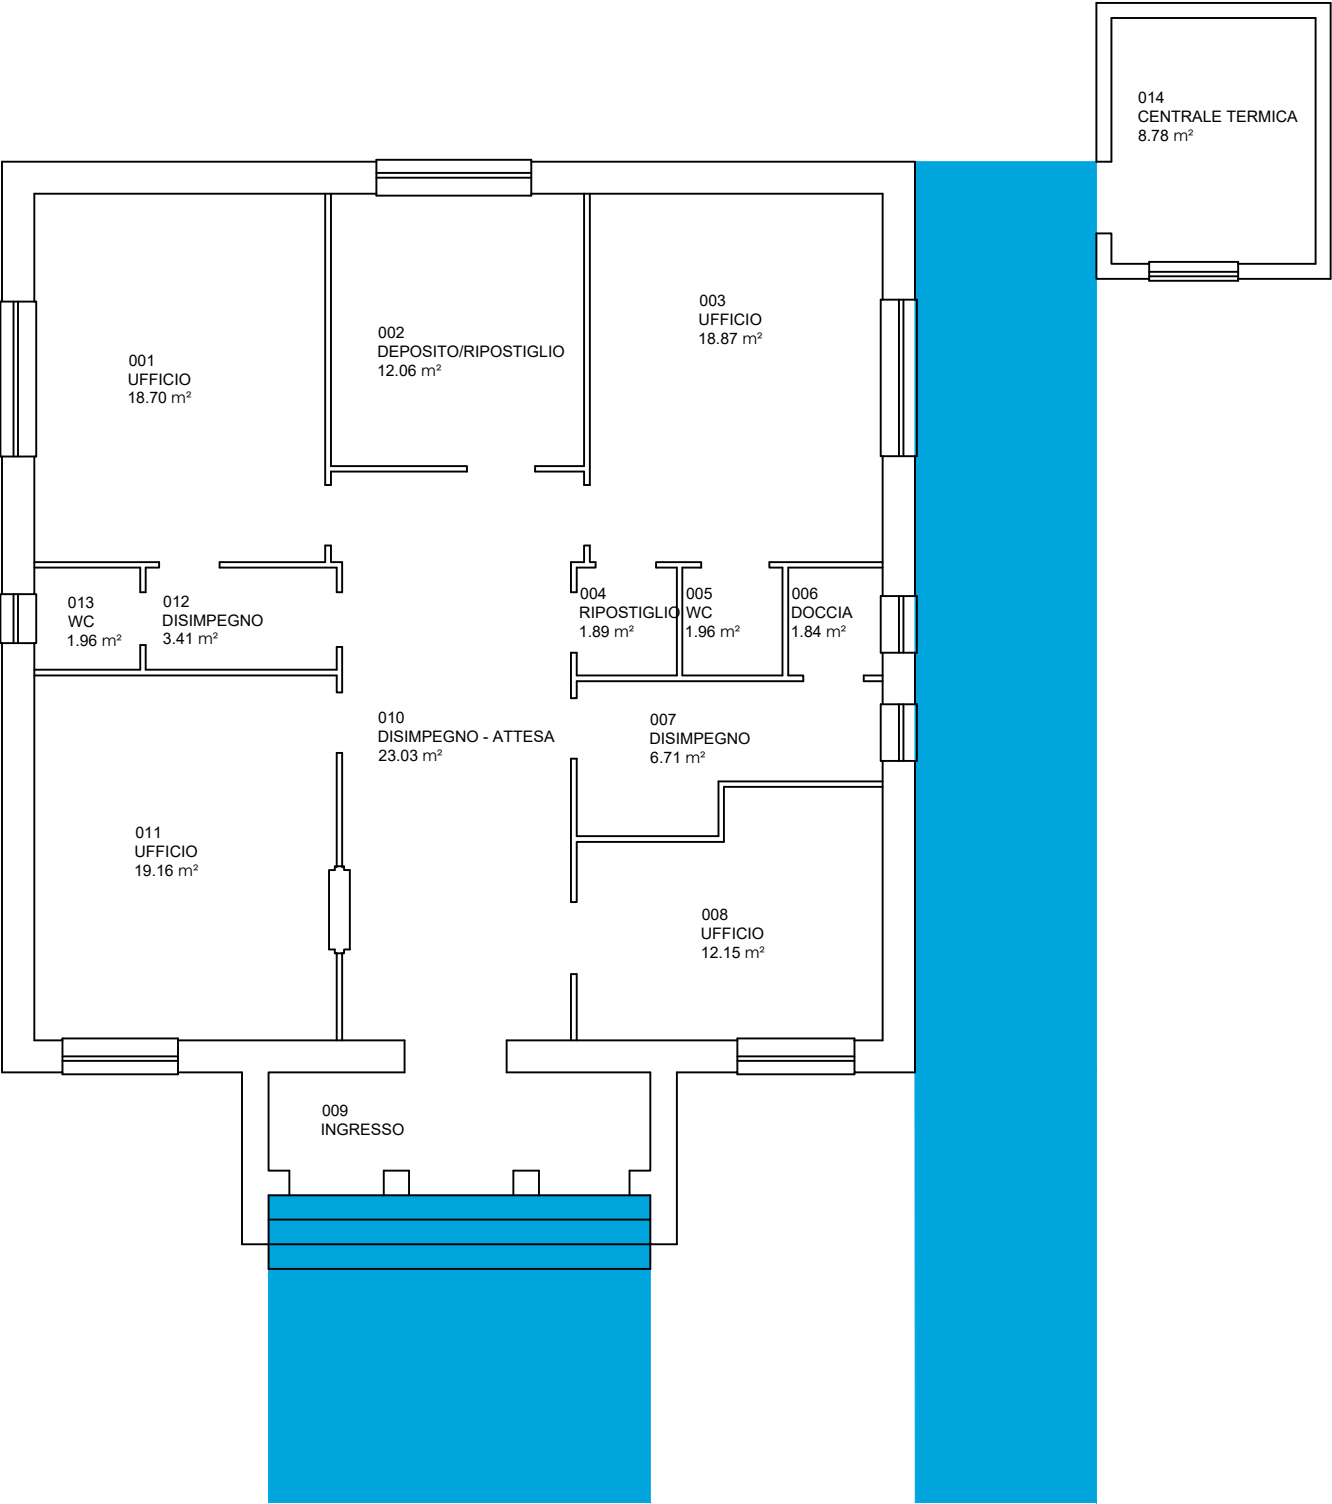 014
CENTRALE TERMICA
8.78 m²
001
UFFICIO
18.70 m²
002
DEPOSITO/RIPOSTIGLIO
12.06 m²
003
UFFICIO
18.87 m²
013
WC
1.96 m²
012
DISIMPEGNO
3.41 m²
004
RIPOSTIGLIO
1.89 m²
005
WC
1.96 m²
006
DOCCIA
1.84 m²
010
DISIMPEGNO - ATTESA
23.03 m²
007
DISIMPEGNO
6.71 m²
011
UFFICIO
19.16 m²
008
UFFICIO
12.15 m²
009
INGRESSO